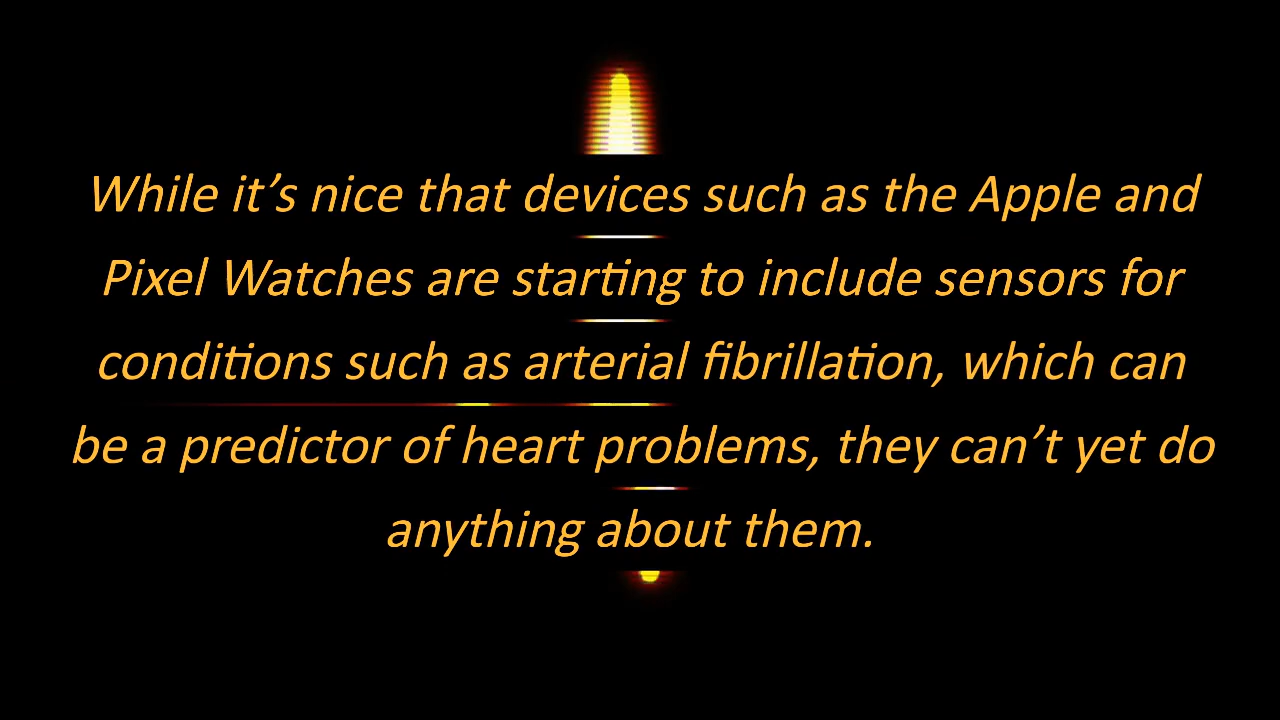 While it’s nice that devices such as the Apple and
Pixel Watches are starting to include sensors for
conditions such as arterial fibrillation, which can
be a predictor of heart problems, they can’t yet do
anything about them.